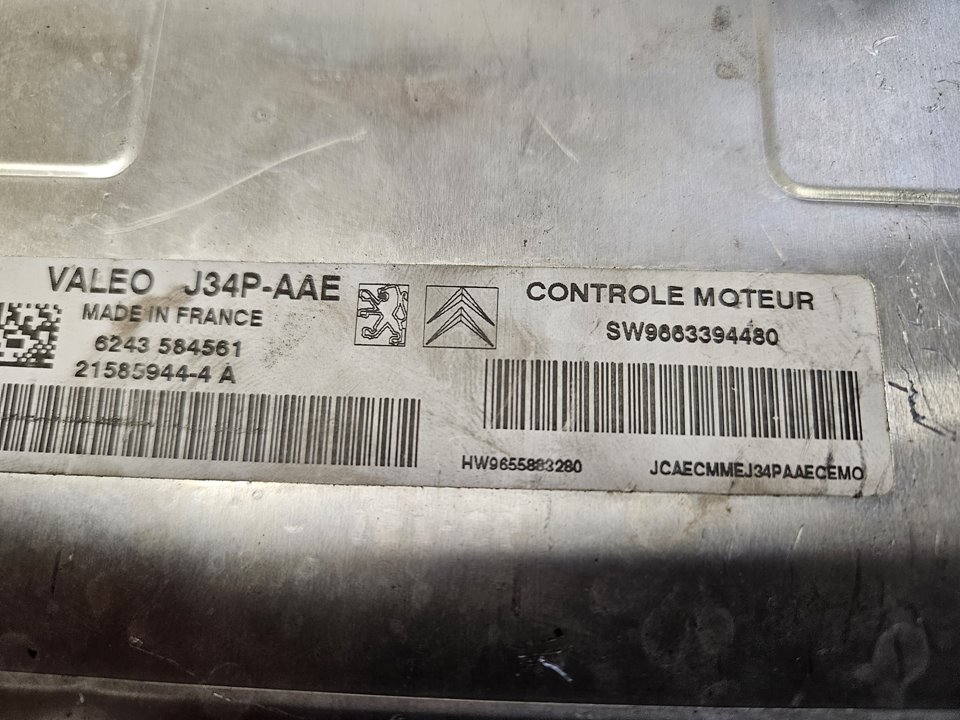 VALEO J34P-AAE
MADE IN FRANCE
6243 584561
21585944-4 A
CONTROLE MOTEUR
SW9663394480
HW9655883280
JCAECMMEJ34PAAECEMO